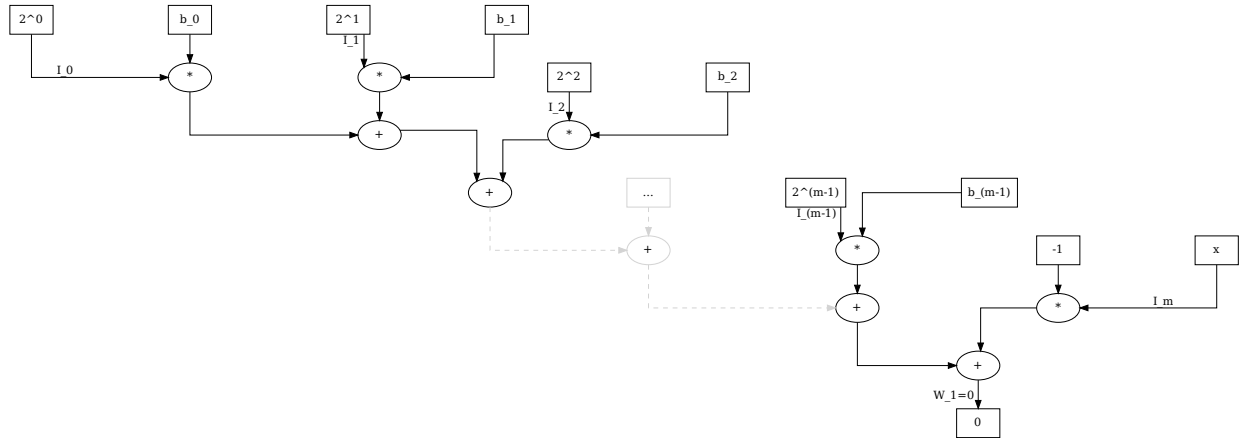 2^0 b_0 2^1 b_1
I_1
I_0 * * 2^2 b_2
I_2
+ *
+ ... 2^(m-1) b_(m-1)
I_(m-1)
+ * -1 x
+ * I_m
+
W_1=0
0